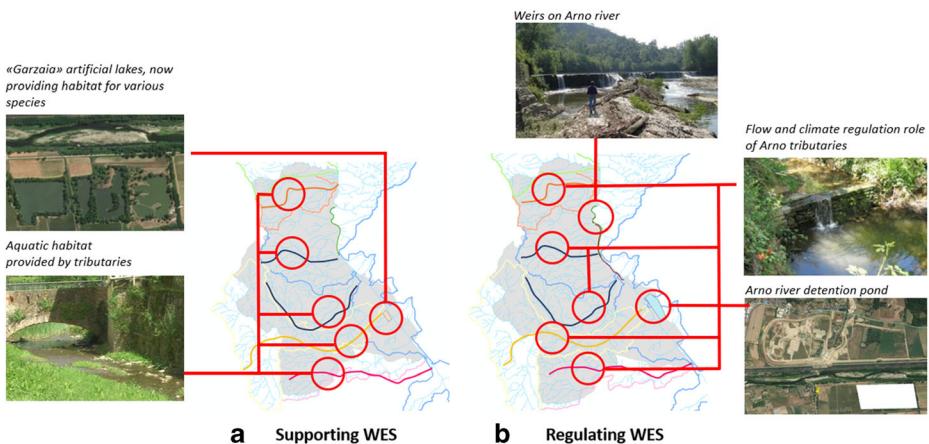 Weirs on Arno river
«Garzaia» artificial lakes, now
providing habitat for various
species
Flow and climate regulation role
of Arno tributaries
Aquatic habitat
provided by tributaries
Arno river detention pond
a Supporting WES
b Regulating WES